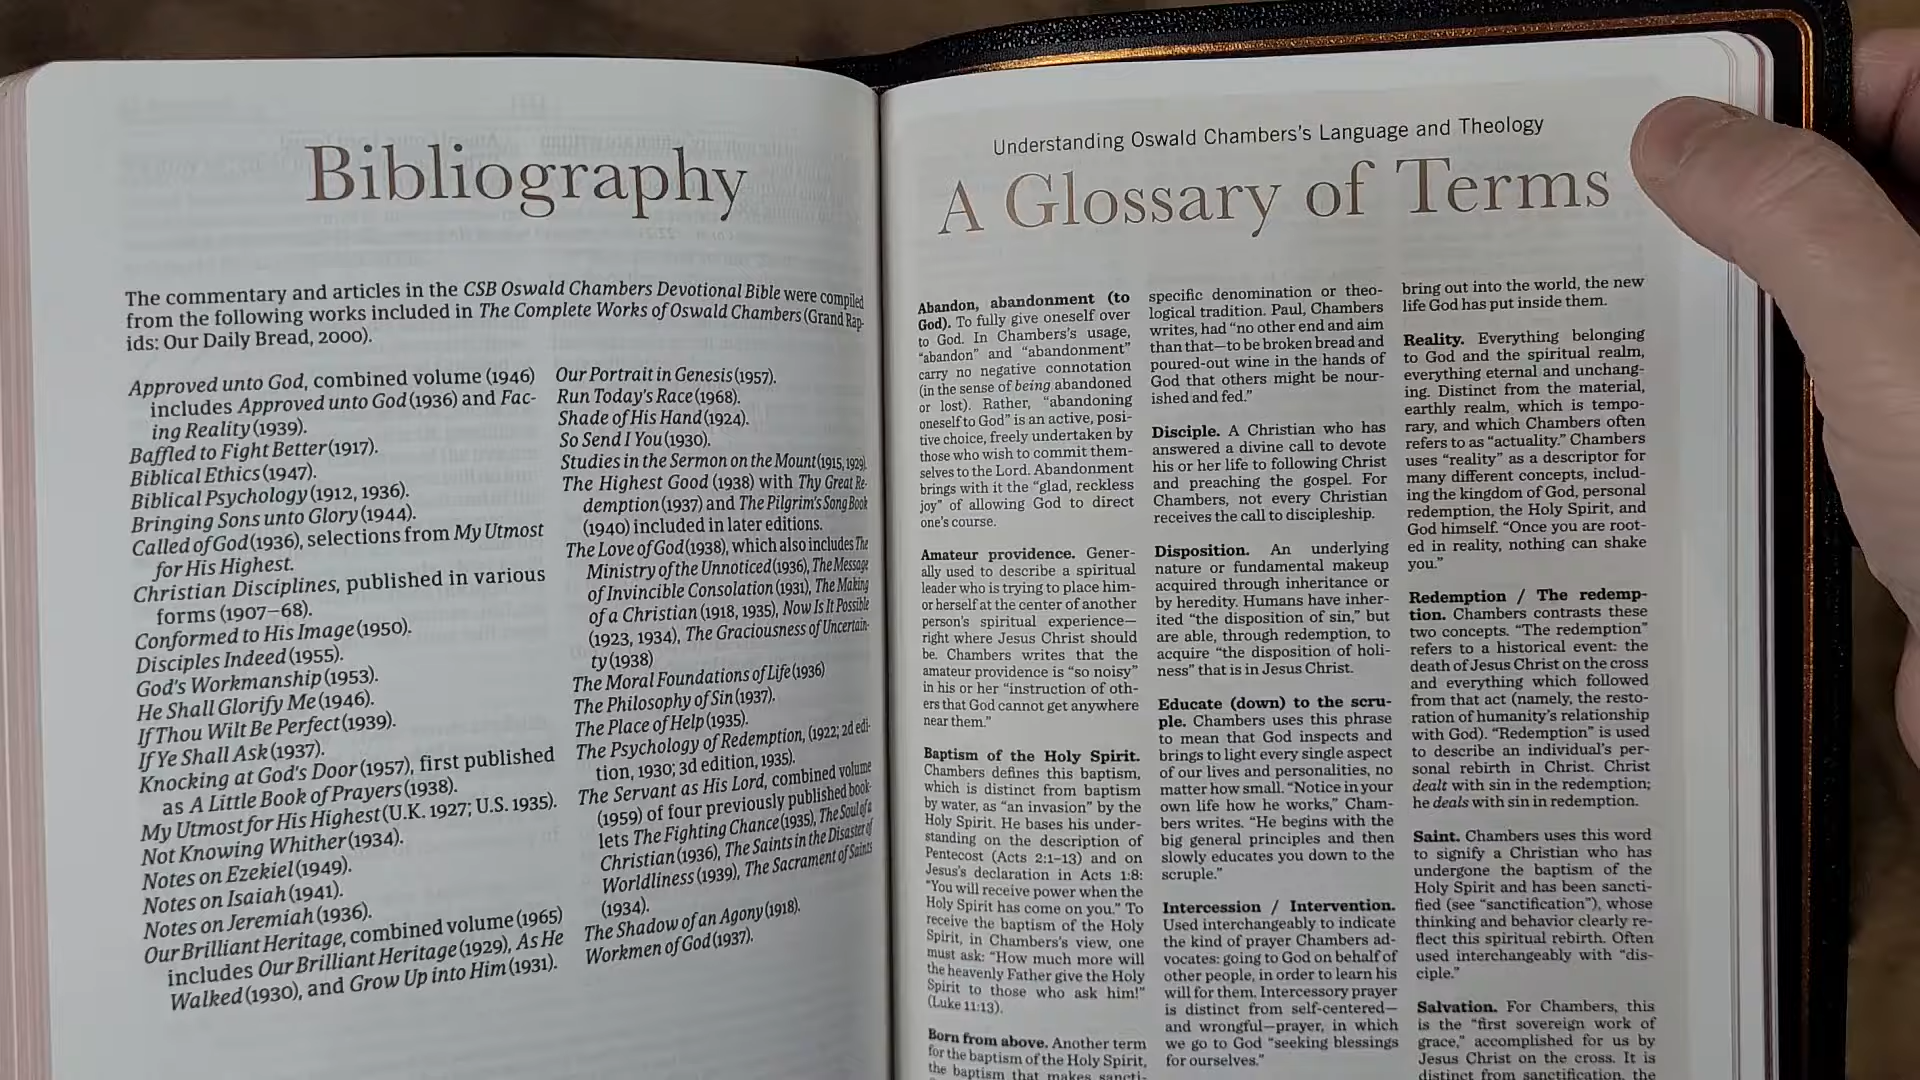 Bibliography
The commentary and articles in the CSB Oswald Chambers Devotional Bible were compiled
from the following works included in The Complete Works of Oswald Chambers (Grand Rap-
ids: Our Daily Bread, 2000).
Approved unto God, combined volume (1946)
includes Approved unto God (1936) and Fac-
ing Reality (1939).
Baffled to Fight Better (1917).
Biblical Ethics (1947).
Biblical Psychology (1912, 1936).
Bringing Sons unto Glory (1944).
Called of God (1936), selections from My Utmost
for His Highest.
Christian Disciplines, published in various
forms (1907–68).
Conformed to His Image (1950).
Disciples Indeed (1955).
God's Workmanship (1953).
He Shall Glorify Me (1946).
If Thou Wilt Be Perfect (1939).
If Ye Shall Ask (1937).
Knocking at God's Door (1957), first published
as A Little Book of Prayers (1938).
My Utmost for His Highest (U.K. 1927; U.S. 1935).
Not Knowing Whither (1934).
Notes on Ezekiel (1949).
Notes on Isaiah (1941).
Notes on Jeremiah (1936).
Our Brilliant Heritage, combined volume (1965)
includes Our Brilliant Heritage (1929), As He
Walked (1930), and Grow Up into Him (1931).
Our Portrait in Genesis (1957).
Run Today's Race (1968).
Shade of His Hand (1924).
So Send I You (1930).
Studies in the Sermon on the Mount (1915, 1929).
The Highest Good (1938) with Thy Great Re-
demption (1937) and The Pilgrim's Song Book
(1940) included in later editions.
The Love of God (1938), which also includes The
Ministry of the Unnoticed (1936), The Message
of Invincible Consolation (1931), The Making
of a Christian (1918, 1935), Now Is It Possible
(1923, 1934), The Graciousness of Uncertain-
ty (1938)
The Moral Foundations of Life (1936)
The Philosophy of Sin (1937).
The Place of Help (1935).
The Psychology of Redemption, (1922; 2d edi-
tion, 1930; 3d edition, 1935).
The Servant as His Lord, combined volume
(1959) of four previously published book-
lets The Fighting Chance (1935), The Soul of a
Christian (1936), The Saints in the Disaster of
Worldliness (1939), The Sacrament of Saints
(1934).
The Shadow of an Agony (1918).
Workmen of God (1937).
Understanding Oswald Chambers's Language and Theology
A Glossary of Terms
Abandon, abandonment (to
God). To fully give oneself over
to God. In Chambers's usage,
"abandon" and "abandonment"
carry no negative connotation
(in the sense of being abandoned
or lost). Rather, "abandoning
oneself to God" is an active, posi-
tive choice, freely undertaken by
those who wish to commit them-
selves to the Lord. Abandonment
brings with it the "glad, reckless
joy" of allowing God to direct
one's course.
Amateur providence. Gener-
ally used to describe a spiritual
leader who is trying to place him-
or herself at the center of another
person's spiritual experience—
right where Jesus Christ should
be. Chambers writes that the
amateur providence is "so noisy"
in his or her "instruction of oth-
ers that God cannot get anywhere
near them."
Baptism of the Holy Spirit.
Chambers defines this baptism,
which is distinct from baptism
by water, as "an invasion" by the
Holy Spirit. He bases his under-
standing on the description of
Pentecost (Acts 2:1–13) and on
Jesus's declaration in Acts 1:8:
"You will receive power when the
Holy Spirit has come on you." To
receive the baptism of the Holy
Spirit, in Chambers's view, one
must ask: "How much more will
the heavenly Father give the Holy
Spirit to those who ask him!"
(Luke 11:13).
Born from above. Another term
for the baptism of the Holy Spirit,
the baptism that makes sancti-
specific denomination or theo-
logical tradition. Paul, Chambers
writes, had "no other end and aim
than that—to be broken bread and
poured-out wine in the hands of
God that others might be nour-
ished and fed."
Disciple. A Christian who has
answered a divine call to devote
his or her life to following Christ
and preaching the gospel. For
Chambers, not every Christian
receives the call to discipleship.
Disposition. An underlying
nature or fundamental makeup
acquired through inheritance or
by heredity. Humans have inher-
ited "the disposition of sin," but
are able, through redemption, to
acquire "the disposition of holi-
ness" that is in Jesus Christ.
Educate (down) to the scru-
ple. Chambers uses this phrase
to mean that God inspects and
brings to light every single aspect
of our lives and personalities, no
matter how small. "Notice in your
own life how he works," Cham-
bers writes. "He begins with the
big general principles and then
slowly educates you down to the
scruple."
Intercession / Intervention.
Used interchangeably to indicate
the kind of prayer Chambers ad-
vocates: going to God on behalf of
other people, in order to learn his
will for them. Intercessory prayer
is distinct from self-centered—
and wrongful—prayer, in which
we go to God "seeking blessings
for ourselves."
bring out into the world, the new
life God has put inside them.
Reality. Everything belonging
to God and the spiritual realm,
everything eternal and unchang-
ing. Distinct from the material,
earthly realm, which is tempo-
rary, and which Chambers often
refers to as "actuality." Chambers
uses "reality" as a descriptor for
many different concepts, includ-
ing the kingdom of God, personal
redemption, the Holy Spirit, and
God himself. "Once you are root-
ed in reality, nothing can shake
you."
Redemption / The redemp-
tion. Chambers contrasts these
two concepts. "The redemption"
refers to a historical event: the
death of Jesus Christ on the cross
and everything which followed
from that act (namely, the resto-
ration of humanity's relationship
with God). "Redemption" is used
to describe an individual's per-
sonal rebirth in Christ. Christ
dealt with sin in the redemption;
he deals with sin in redemption.
Saint. Chambers uses this word
to signify a Christian who has
undergone the baptism of the
Holy Spirit and has been sancti-
fied (see "sanctification"), whose
thinking and behavior clearly re-
flect this spiritual rebirth. Often
used interchangeably with "dis-
ciple."
Salvation. For Chambers, this
is the "first sovereign work of
grace," accomplished for us by
Jesus Christ on the cross. It is
distinct from sanctification, the